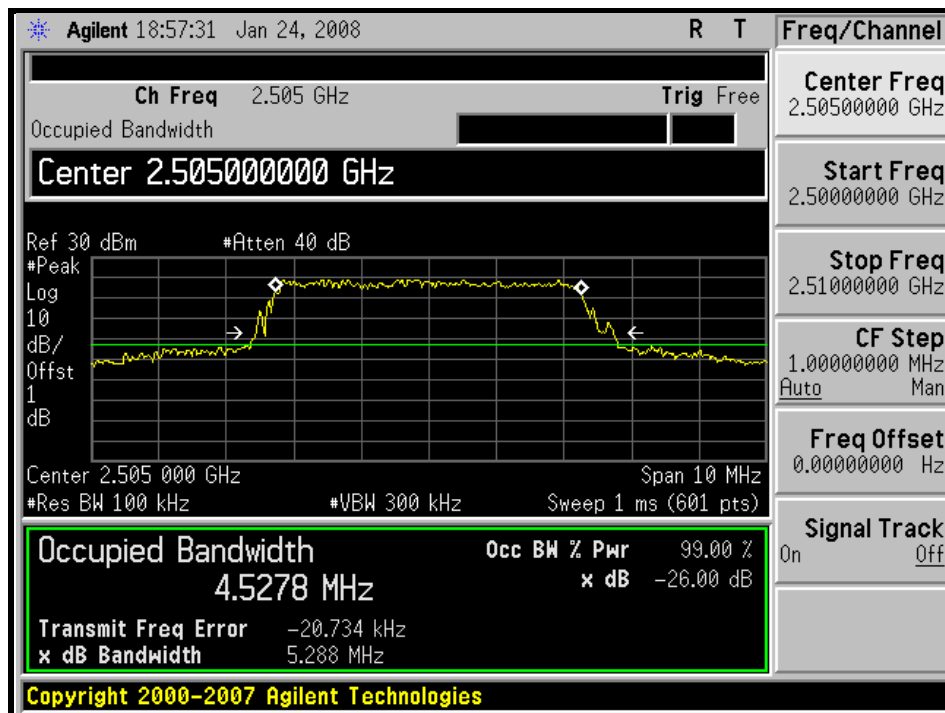 Agilent 18:57:31 Jan 24, 2008 R T
Ch Freq 2.505 GHz Trig Free
Occupied Bandwidth
Center 2.505000000 GHz
Ref 30 dBm #Atten 40 dB
#Peak
Log
10
dB/
Offst
1
dB
Center 2.505 000 GHz Span 10 MHz
#Res BW 100 kHz #VBW 300 kHz Sweep 1 ms (601 pts)
Occupied Bandwidth Occ BW % Pwr 99.00 %
4.5278 MHz x dB -26.00 dB
Transmit Freq Error -20.734 kHz
x dB Bandwidth 5.288 MHz
Copyright 2000-2007 Agilent Technologies
Freq/Channel
Center Freq
2.50500000 GHz
Start Freq
2.50000000 GHz
Stop Freq
2.51000000 GHz
CF Step
1.00000000 MHz
Auto Man
Freq Offset
0.00000000 Hz
Signal Track
On Off